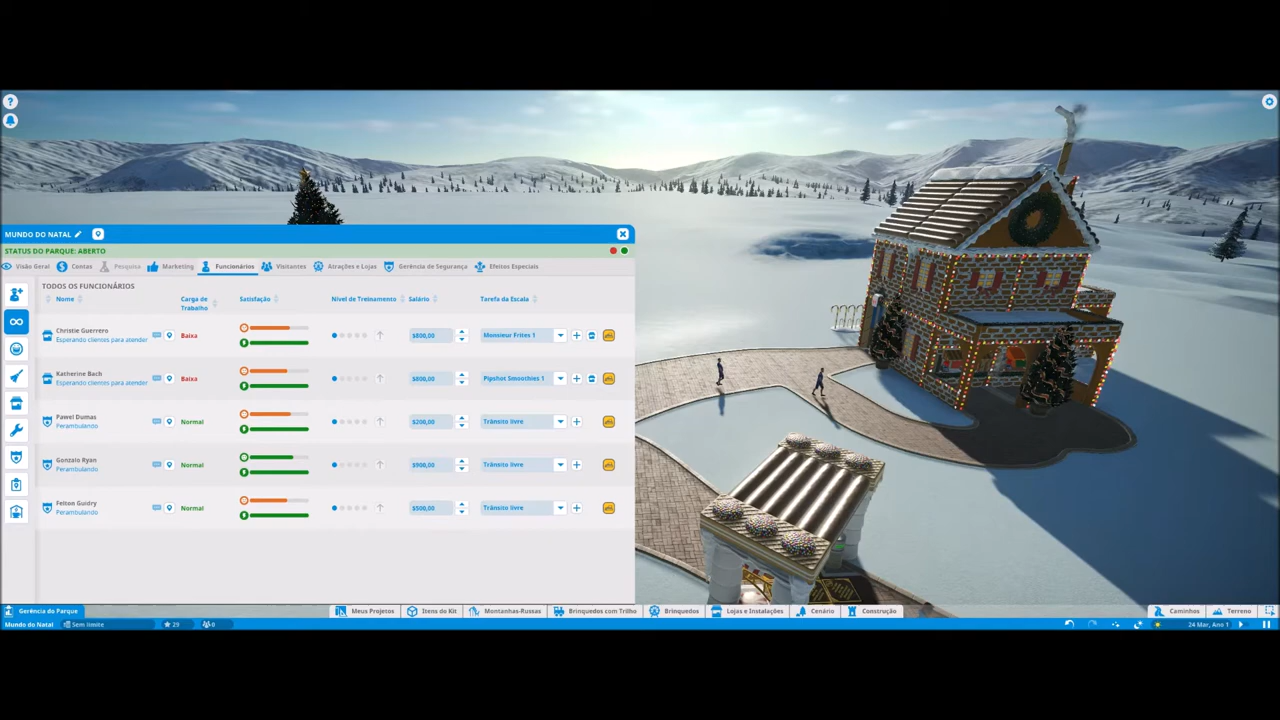 ?
MUNDO DO NATAL
STATUS DO PARQUE: ABERTO
Visão Geral Contas Pesquisa Marketing Funcionários Visitantes Atrações e Lojas Gerência de Segurança Efeitos Especiais
TODOS OS FUNCIONÁRIOS
Nome Carga de Trabalho Satisfação Nível de Treinamento Salário Tarefa da Escala
Christie Guerrero
Esperando clientes para atender
Baixa $800,00 Monsieur Frites 1
Katherine Bach
Esperando clientes para atender
Baixa $800,00 Pipshot Smoothies 1
Pawel Dumas
Perambulando
Normal $200,00 Trânsito livre
Gonzalo Ryan
Perambulando
Normal $900,00 Trânsito livre
Felton Guidry
Perambulando
Normal $500,00 Trânsito livre
Gerência do Parque Meus Projetos Itens do Kit Montanhas-Russas Brinquedos com Trilho Brinquedos Lojas e Instalações Cenário Construção Caminhos Terreno
Mundo do Natal Sem limite 29 0 24 Mar, Ano 1